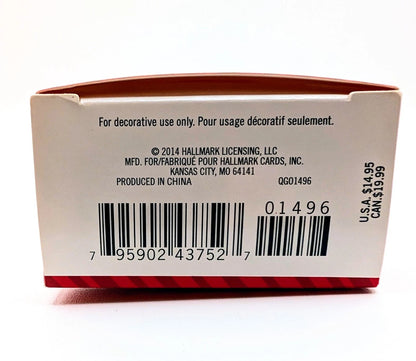 For decorative use only. Pour usage décoratif seulement.
© 2014 HALLMARK LICENSING, LLC
MFD. FOR/FABRIQUÉ POUR HALLMARK CARDS, INC.
KANSAS CITY, MO 64141
PRODUCED IN CHINA QGO1496
01496
7 95902 43752 7
U.S.A. $14.95
CAN. $19.99